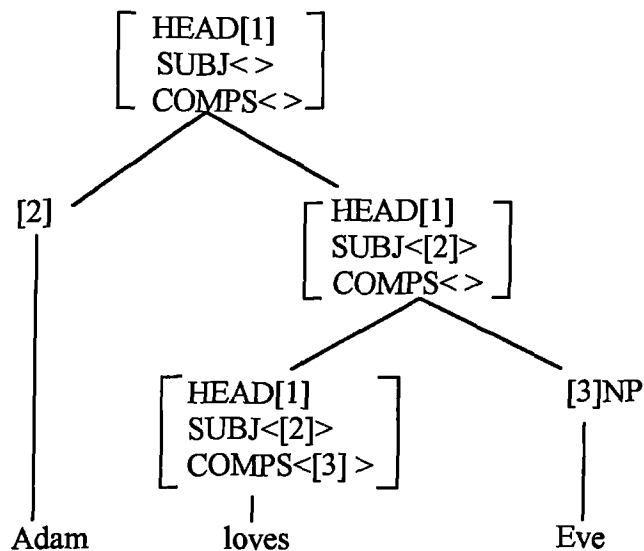 HEAD[1]
SUBJ< >
COMPS< >
[2]
HEAD[1]
SUBJ<[2]>
COMPS< >
HEAD[1]
SUBJ<[2]>
COMPS<[3] >
[3]NP
Adam loves Eve